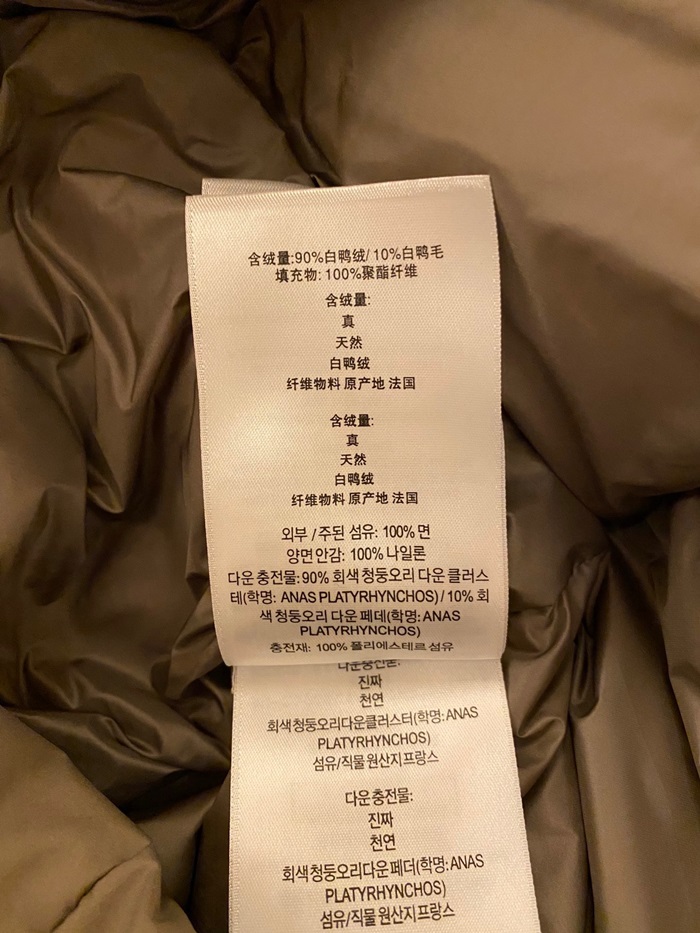 含绒量:90%白鸭绒/ 10%白鸭毛
填充物: 100%聚酯纤维
含绒量:
真
天然
白鸭绒
纤维物料 原产地 法国
含绒量:
真
天然
白鸭绒
纤维物料 原产地 法国
외부 /주된 섬유: 100% 면
양면안감: 100% 나일론
다운 충전물: 90% 회색 청둥오리 다운 클러스
테(학명: ANAS PLATYRHYNCHOS) / 10% 회
색 청둥오리 다운 페데(학명: ANAS
PLATYRHYNCHOS)
충전재: 100% 폴리에스테르 섬유
다운충전물:
진짜
천연
회색청둥오리다운클러스터(학명: ANAS
PLATYRHYNCHOS)
섬유/직물원산지프랑스
다운충전물:
진짜
천연
회색청둥오리다운페더(학명: ANAS
PLATYRHYNCHOS)
섬유/직물원산지프랑스